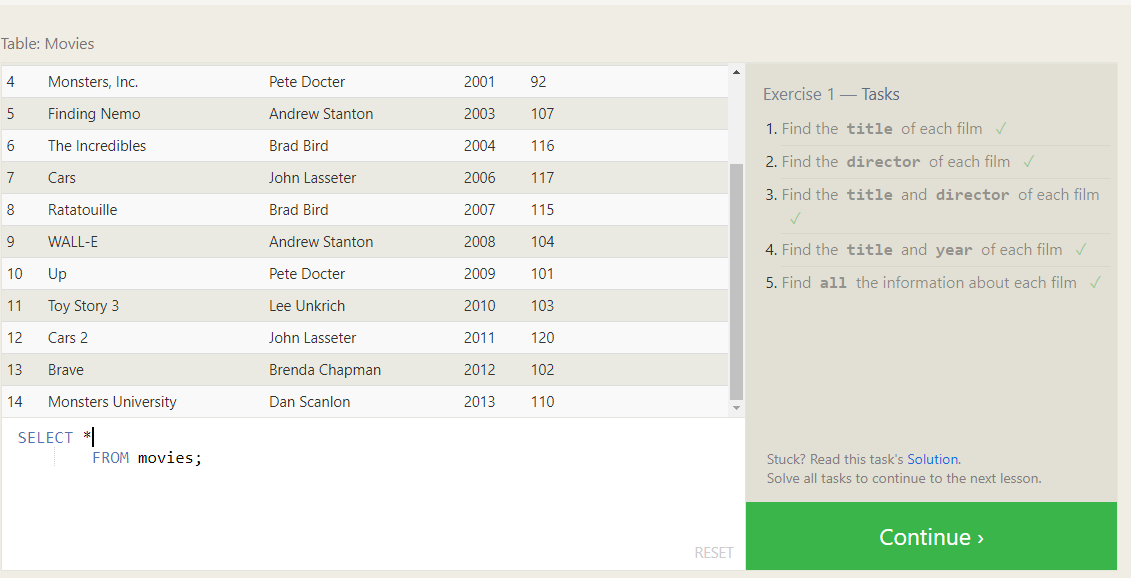 Table: Movies
4 Monsters, Inc. Pete Docter 2001 92
5 Finding Nemo Andrew Stanton 2003 107
6 The Incredibles Brad Bird 2004 116
7 Cars John Lasseter 2006 117
8 Ratatouille Brad Bird 2007 115
9 WALL-E Andrew Stanton 2008 104
10 Up Pete Docter 2009 101
11 Toy Story 3 Lee Unkrich 2010 103
12 Cars 2 John Lasseter 2011 120
13 Brave Brenda Chapman 2012 102
14 Monsters University Dan Scanlon 2013 110
SELECT *
FROM movies;
RESET
Exercise 1 — Tasks
1. Find the title of each film ✓
2. Find the director of each film ✓
3. Find the title and director of each film
✓
4. Find the title and year of each film ✓
5. Find all the information about each film ✓
Stuck? Read this task's Solution.
Solve all tasks to continue to the next lesson.
Continue ›